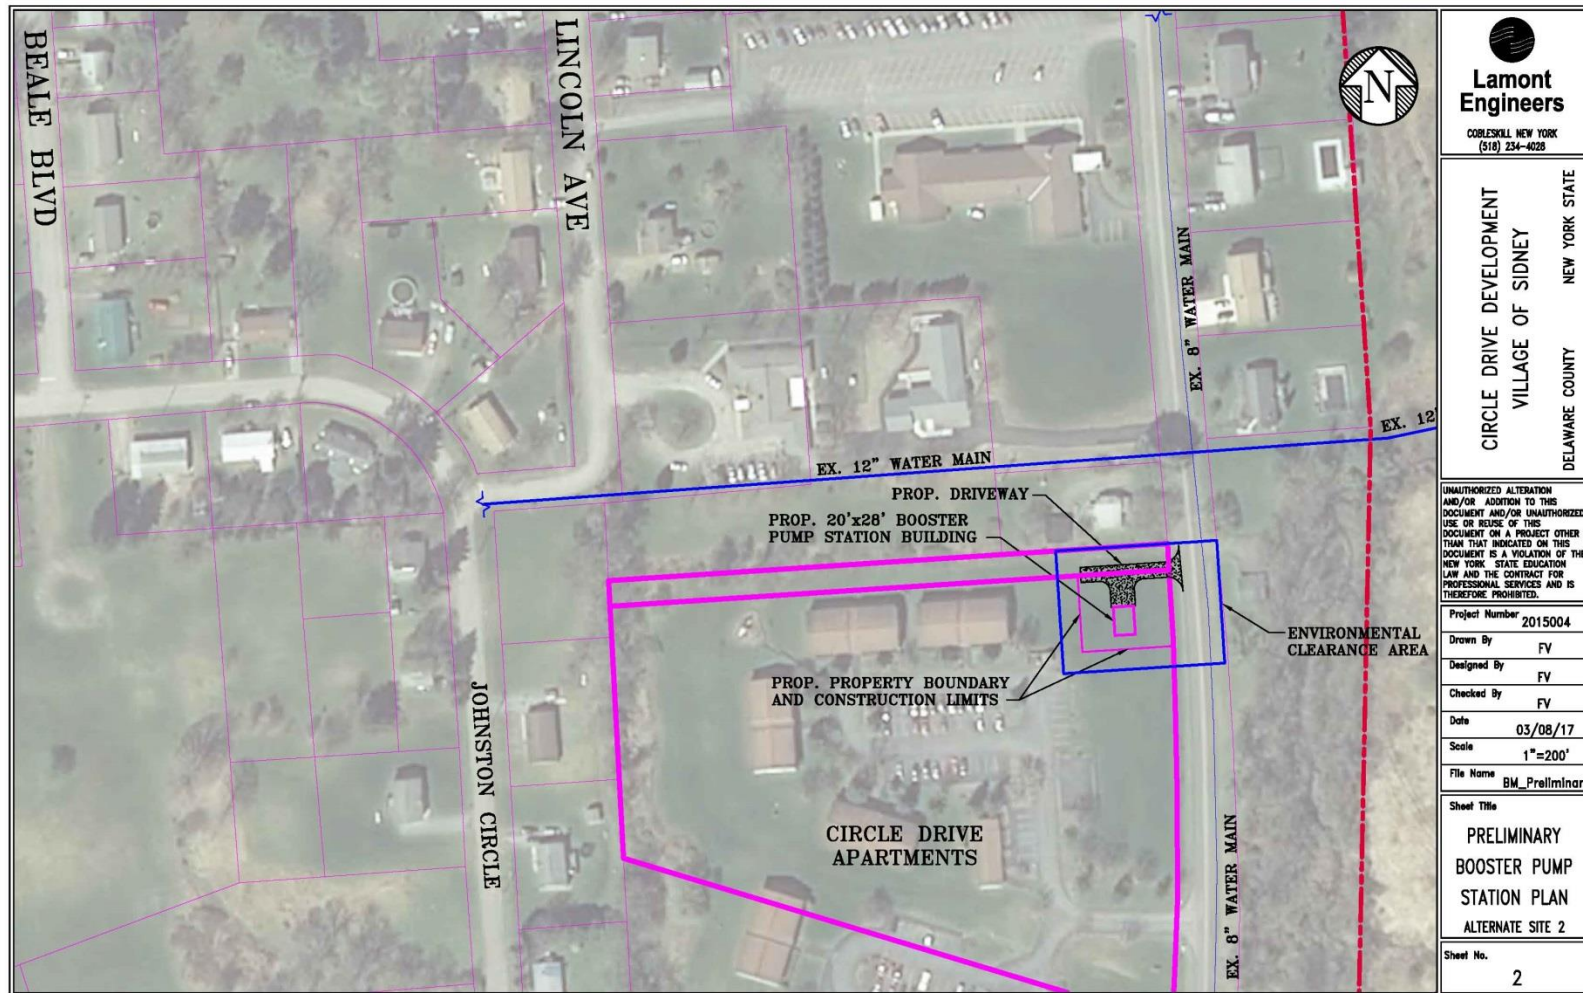 BEALE BLVD
LINCOLN AVE
N
EX. 8" WATER MAIN
EX. 12"
EX. 12" WATER MAIN
PROP. DRIVEWAY
PROP. 20'x28' BOOSTER
PUMP STATION BUILDING
ENVIRONMENTAL
CLEARANCE AREA
PROP. PROPERTY BOUNDARY
AND CONSTRUCTION LIMITS
JOHNSTON CIRCLE
CIRCLE DRIVE
APARTMENTS
EX. 8" WATER MAIN
Lamont
Engineers
COBLESKILL NEW YORK
(518) 234-4028
CIRCLE DRIVE DEVELOPMENT
VILLAGE OF SIDNEY
DELAWARE COUNTY NEW YORK STATE
UNAUTHORIZED ALTERATION
AND/OR ADDITION TO THIS
DOCUMENT AND/OR UNAUTHORIZED
USE OR REUSE OF THIS
DOCUMENT ON A PROJECT OTHER
THAN THAT INDICATED ON THIS
DOCUMENT IS A VIOLATION OF THE
NEW YORK STATE EDUCATION
LAW AND THE CONTRACT FOR
PROFESSIONAL SERVICES AND IS
THEREFORE PROHIBITED.
Project Number 2015004
Drawn By FV
Designed By FV
Checked By FV
Date 03/08/17
Scale 1"=200'
File Name BM_Preliminar
Sheet Title
PRELIMINARY
BOOSTER PUMP
STATION PLAN
ALTERNATE SITE 2
Sheet No.
2